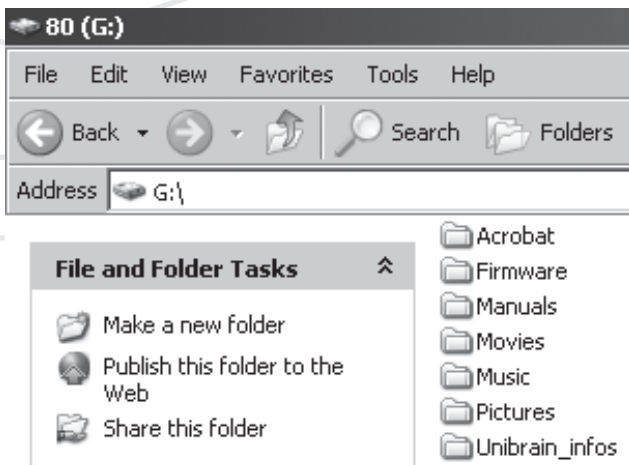 80 (G:)
File Edit View Favorites Tools Help
Back Search Folders
Address G:\
File and Folder Tasks
Make a new folder
Publish this folder to the
Web
Share this folder
Acrobat
Firmware
Manuals
Movies
Music
Pictures
Unibrain_infos